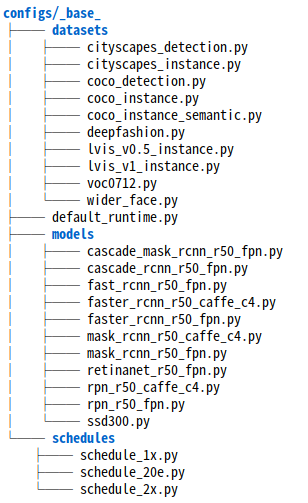 configs/_base_
datasets
cityscapes_detection.py
cityscapes_instance.py
coco_detection.py
coco_instance.py
coco_instance_semantic.py
deepfashion.py
lvis_v0.5_instance.py
lvis_v1_instance.py
voc0712.py
wider_face.py
default_runtime.py
models
cascade_mask_rcnn_r50_fpn.py
cascade_rcnn_r50_fpn.py
fast_rcnn_r50_fpn.py
faster_rcnn_r50_caffe_c4.py
faster_rcnn_r50_fpn.py
mask_rcnn_r50_caffe_c4.py
mask_rcnn_r50_fpn.py
retinanet_r50_fpn.py
rpn_r50_caffe_c4.py
rpn_r50_fpn.py
ssd300.py
schedules
schedule_1x.py
schedule_20e.py
schedule_2x.py